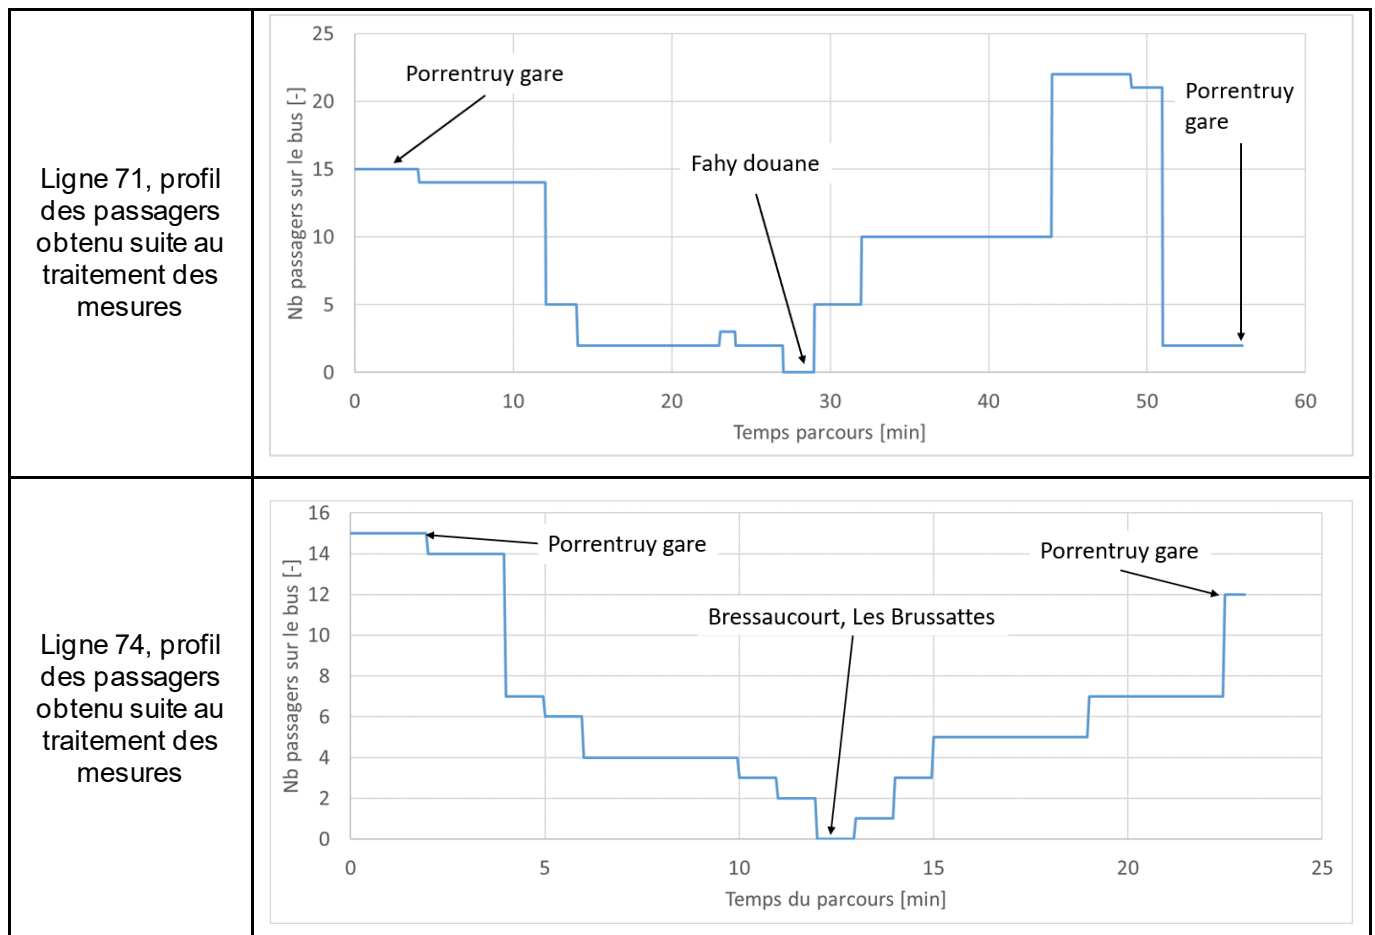 Ligne 71, profil
des passagers
obtenu suite au
traitement des
mesures
Nb passagers sur le bus [-]
25
20
15
10
5
0
Porrentruy gare
Fahy douane
Porrentruy
gare
0 10 20 30 40 50 60
Temps parcours [min]
Ligne 74, profil
des passagers
obtenu suite au
traitement des
mesures
Nb passagers sur le bus [-]
16
14
12
10
8
6
4
2
0
Porrentruy gare
Porrentruy gare
Bressaucourt, Les Brussattes
0 5 10 15 20 25
Temps du parcours [min]